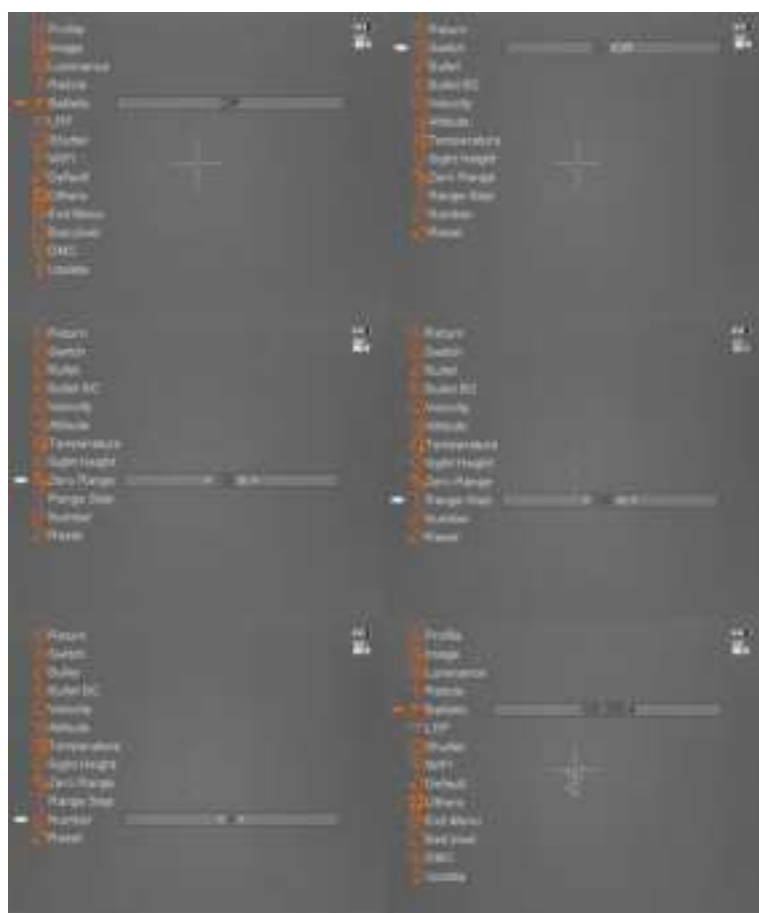 Profile
Image
Luminance
Reticle
Ballistic
LRF
Shutter
WIFI
Default
Others
Exit Menu
Bad pixel
DMC
Update
Return
Switch
Bullet
Bullet BC
Velocity
Altitude
Temperature
Sight Height
Zero Range
Range Step
Number
Reset
Return
Switch
Bullet
Bullet BC
Velocity
Altitude
Temperature
Sight Height
Zero Range
Range Step
Number
Reset
Return
Switch
Bullet
Bullet BC
Velocity
Altitude
Temperature
Sight Height
Zero Range
Range Step
Number
Reset
Return
Switch
Bullet
Bullet BC
Velocity
Altitude
Temperature
Sight Height
Zero Range
Range Step
Number
Reset
Profile
Image
Luminance
Reticle
Ballistic
LRF
Shutter
WIFI
Default
Others
Exit Menu
Bad pixel
DMC
Update